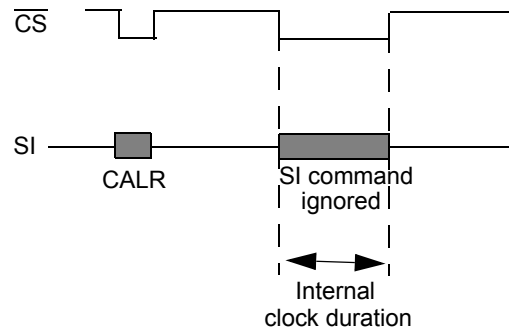 CS
SI
CALR
SI command
ignored
Internal
clock duration